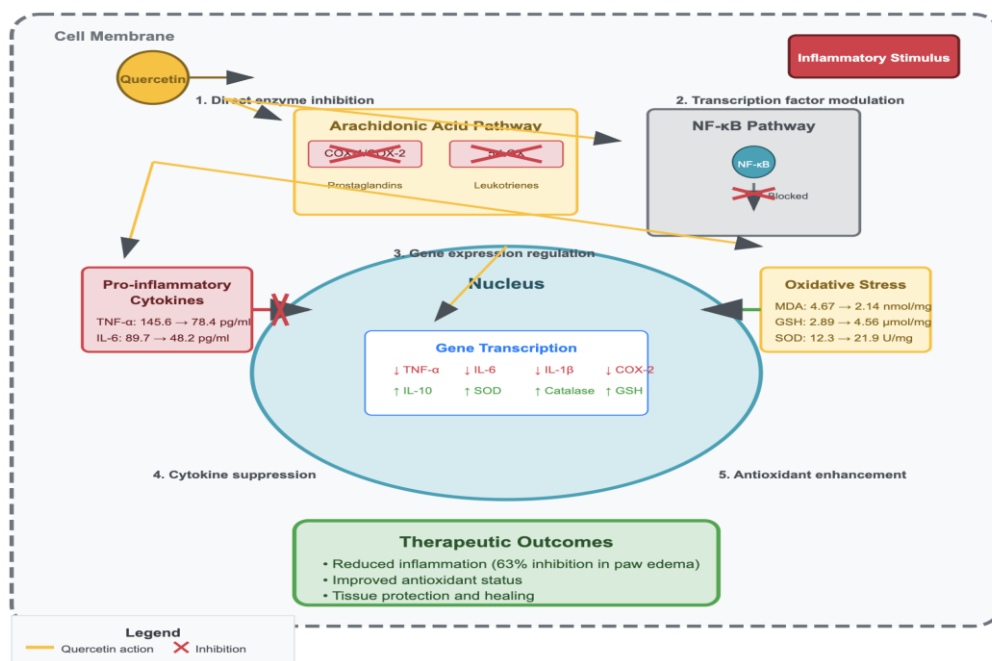 Cell Membrane
Inflammatory Stimulus
Quercetin
1. Direct enzyme inhibition
2. Transcription factor modulation
Arachidonic Acid Pathway
NF-κB Pathway
COX-1/COX-2
NF-κB
Prostaglandins
Leukotrienes
Blocked
3. Gene expression regulation
Nucleus
Pro-inflammatory
Cytokines
TNF-α: 145.6 → 78.4 pg/ml
IL-6: 89.7 → 48.2 pg/ml
Oxidative Stress
MDA: 4.67 → 2.14 nmol/mg
GSH: 2.89 → 4.56 μmol/mg
SOD: 12.3 → 21.9 U/mg
Gene Transcription
↓ TNF-α ↓ IL-6 ↓ IL-1β ↓ COX-2
↑ IL-10 ↑ SOD ↑ Catalase ↑ GSH
4. Cytokine suppression
5. Antioxidant enhancement
Therapeutic Outcomes
• Reduced inflammation (63% inhibition in paw edema)
• Improved antioxidant status
• Tissue protection and healing
Legend
Quercetin action
Inhibition